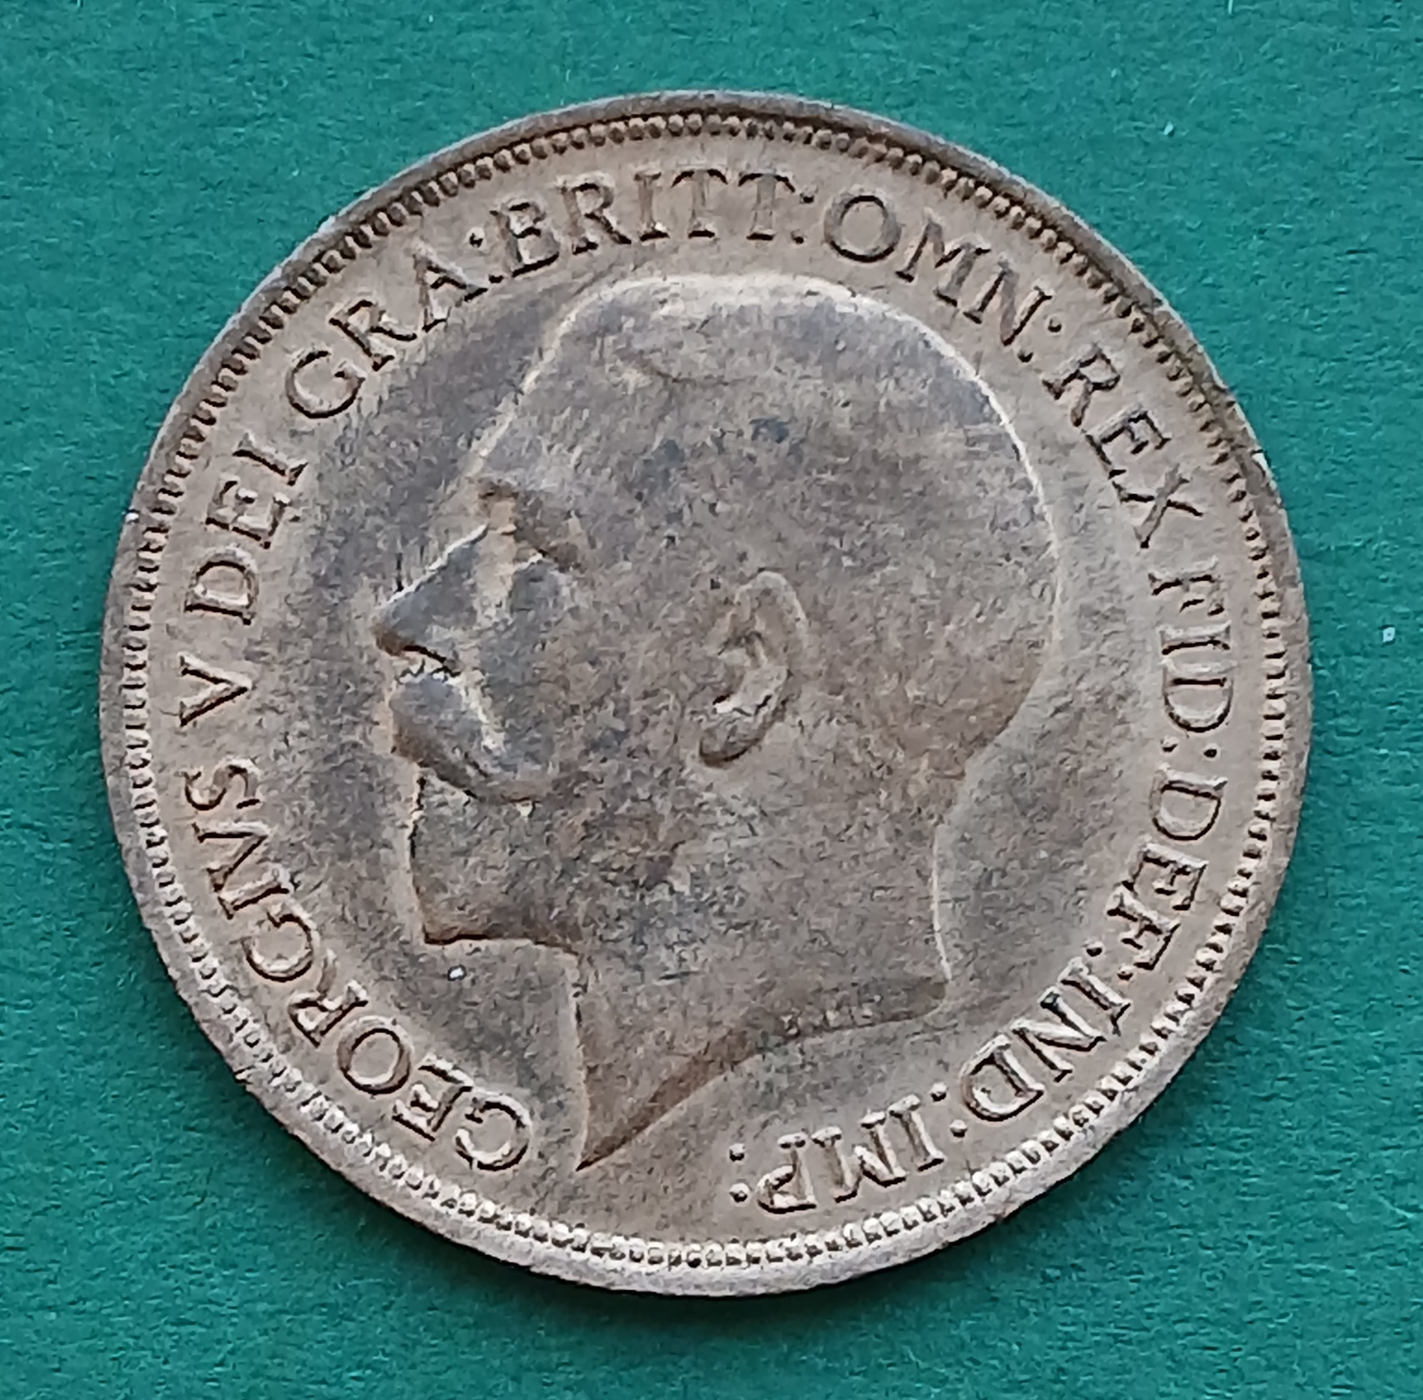 GEORGIVS V DEI GRA:BRITT:OMN:REX FID:DEF:IND:IMP: